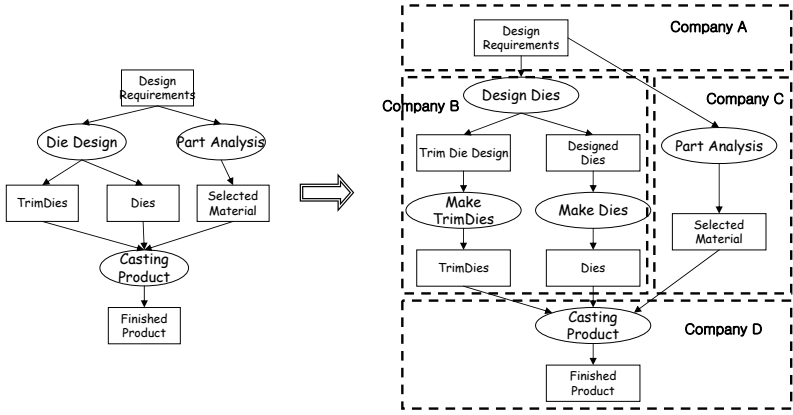 Design
Requirements
Die Design
Part Analysis
TrimDies
Dies
Selected
Material
Casting
Product
Finished
Product
Company A
Design
Requirements
Company B
Design Dies
Company C
Trim Die Design
Designed
Dies
Part Analysis
Make
TrimDies
Make Dies
Selected
Material
TrimDies
Dies
Casting
Product
Company D
Finished
Product